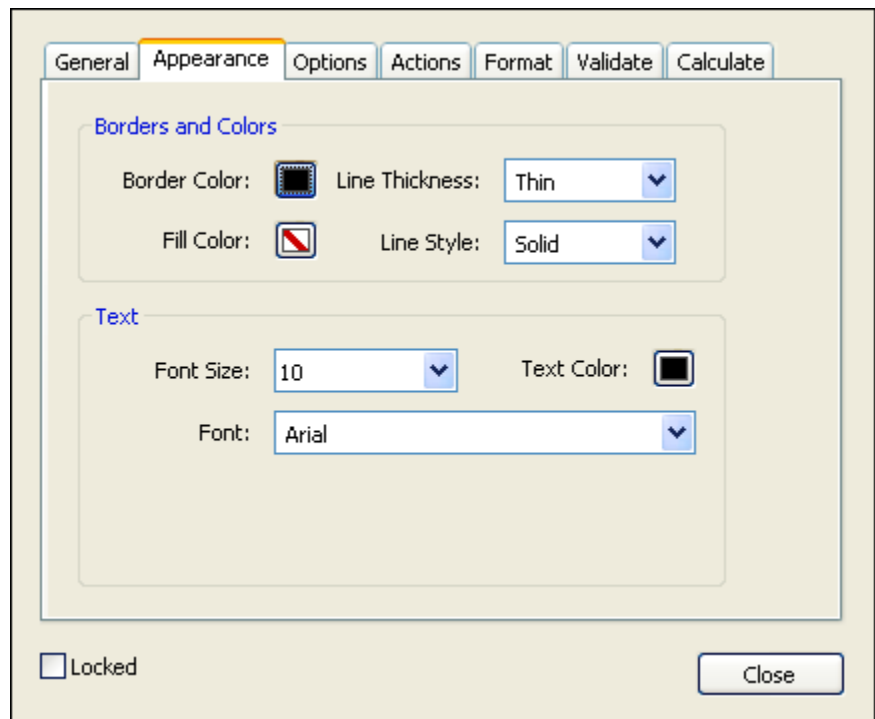 General Appearance Options Actions Format Validate Calculate
Borders and Colors
Border Color: Line Thickness: Thin
Fill Color: Line Style: Solid
Text
Font Size: 10 Text Color:
Font: Arial
Locked Close